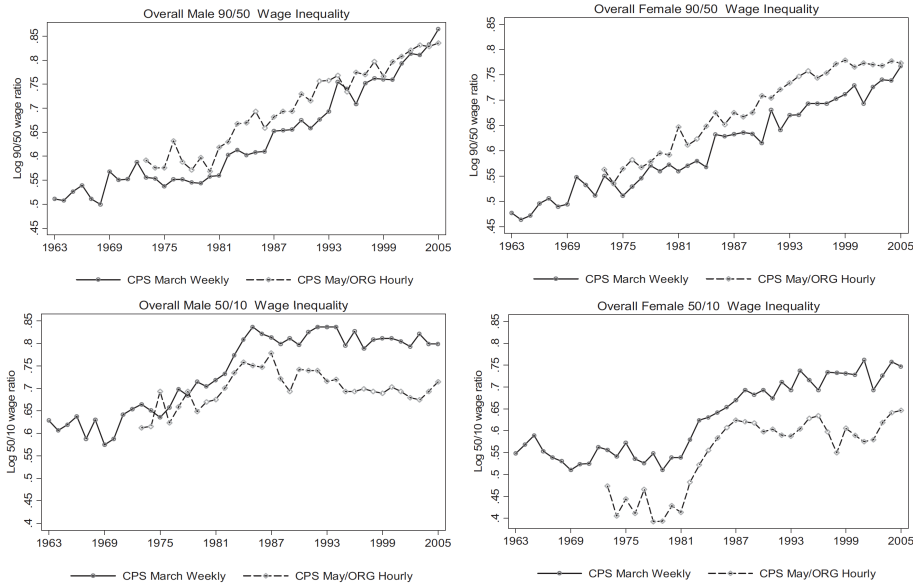 Overall Male 90/50 Wage Inequality
Log 90/50 wage ratio
.45 .5 .55 .6 .65 .7 .75 .8 .85
1963 1969 1975 1981 1987 1993 1999 2005
CPS March Weekly CPS May/ORG Hourly
Overall Female 90/50 Wage Inequality
Log 90/50 wage ratio
.45 .5 .55 .6 .65 .7 .75 .8 .85
1963 1969 1975 1981 1987 1993 1999 2005
CPS March Weekly CPS May/ORG Hourly
Overall Male 50/10 Wage Inequality
Log 50/10 wage ratio
.4 .45 .5 .55 .6 .65 .7 .75 .8 .85
1963 1969 1975 1981 1987 1993 1999 2005
CPS March Weekly CPS May/ORG Hourly
Overall Female 50/10 Wage Inequality
Log 50/10 wage ratio
.4 .45 .5 .55 .6 .65 .7 .75 .8 .85
1963 1969 1975 1981 1987 1993 1999 2005
CPS March Weekly CPS May/ORG Hourly